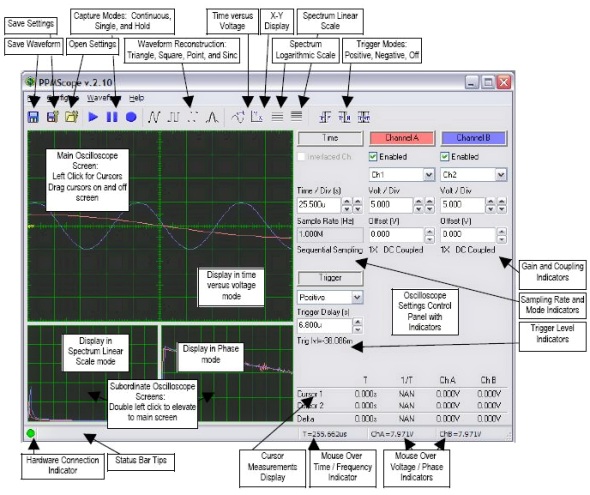 Save Settings
Capture Modes: Continuous,
Single, and Hold
Time versus
Voltage
X-Y
Display
Spectrum Linear
Scale
Save Waveform
Open Settings
Waveform Reconstruction:
Triangle, Square, Point, and Sinc
Spectrum
Logarithmic Scale
Trigger Modes:
Positive, Negative, Off
PPMScope v.2.10
Waveform Help
Time
Channel A
Channel B
Interlaced Ch.
Enabled
Enabled
Ch1
Ch2
Main Oscilloscope
Screen:
Left Click for Cursors
Drag cursors on and off
screen
Time / Div (s)
Volt / Div
Volt / Div
25.500u
5.000
5.000
Sample Rate (Hz)
Offset (V)
Offset (V)
1.000M
0.000
0.000
Sequential Sampling
1X DC Coupled
1X DC Coupled
Display in time
versus voltage
mode
Gain and Coupling
Indicators
Trigger
Positive
Oscilloscope
Settings Control
Panel with
Indicators
Sampling Rate and
Mode Indicators
Trigger Delay (s)
6.800u
Trig lvl=-38.086m
Trigger Level
Indicators
Display in
Spectrum Linear
Scale mode
Display in Phase
mode
Subordinate Oscilloscope
Screens:
Double left click to elevate
to main screen
T 1/T Ch A Ch B
Cursor 1 0.000s NAN 0.000V 0.000V
Cursor 2 0.000s NAN 0.000V 0.000V
Delta 0.000s NAN 0.000V 0.000V
T=255.662us
ChA=7.971V
ChB=7.971V
Hardware Connection
Indicator
Status Bar Tips
Cursor
Measurements
Display
Mouse Over
Time / Frequency
Indicator
Mouse Over
Voltage / Phase
Indicators